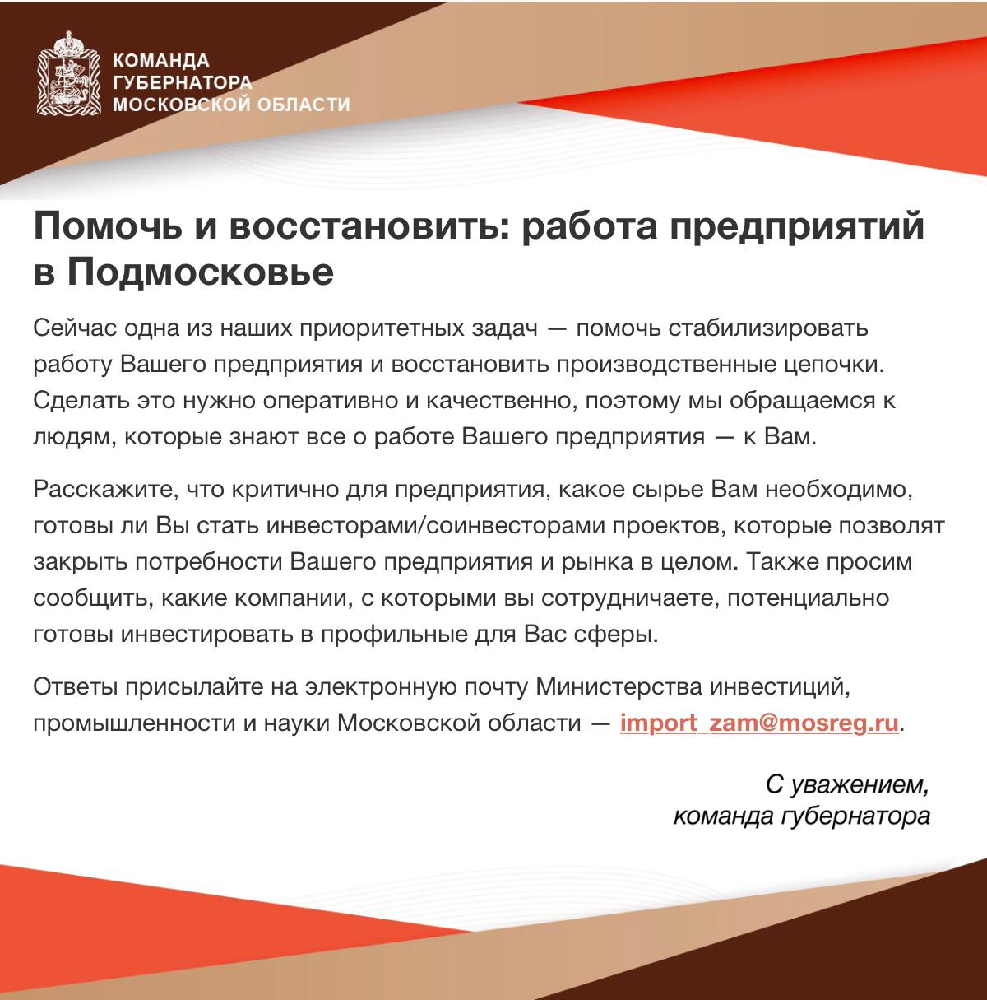 КОМАНДА
ГУБЕРНАТОРА
МОСКОВСКОЙ ОБЛАСТИ
Помочь и восстановить: работа предприятий
в Подмосковье
Сейчас одна из наших приоритетных задач — помочь стабилизировать
работу Вашего предприятия и восстановить производственные цепочки.
Сделать это нужно оперативно и качественно, поэтому мы обращаемся к
людям, которые знают все о работе Вашего предприятия — к Вам.
Расскажите, что критично для предприятия, какое сырье Вам необходимо,
готовы ли Вы стать инвесторами/соинвесторами проектов, которые позволят
закрыть потребности Вашего предприятия и рынка в целом. Также просим
сообщить, какие компании, с которыми вы сотрудничаете, потенциально
готовы инвестировать в профильные для Вас сферы.
Ответы присылайте на электронную почту Министерства инвестиций,
промышленности и науки Московской области — import_zam@mosreg.ru.
С уважением,
команда губернатора